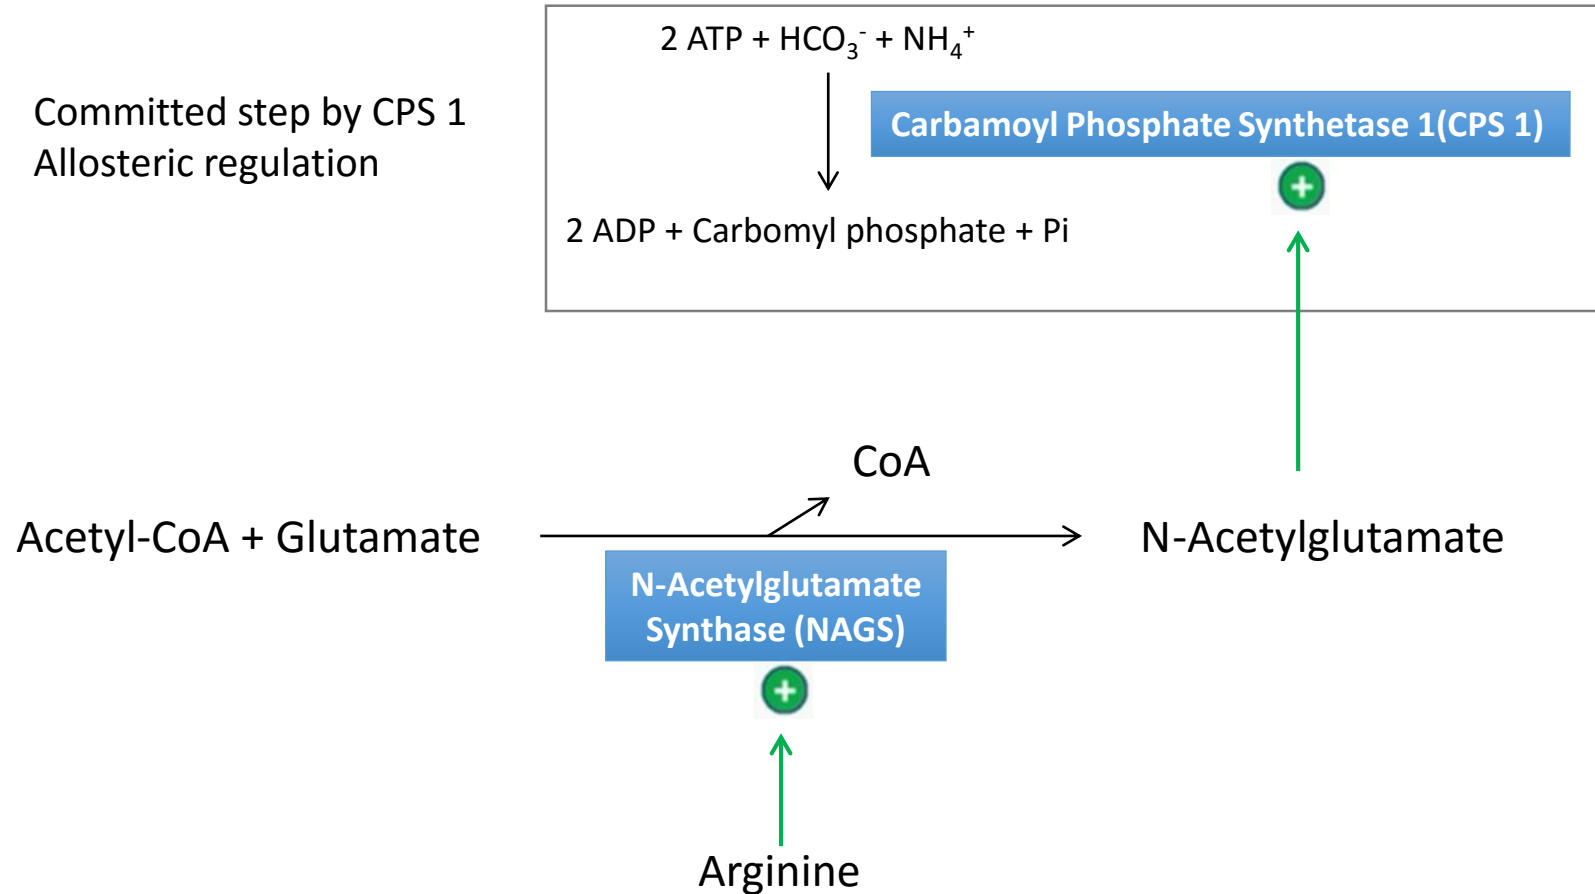 2 ATP + HCO₃⁻ + NH₄⁺
Committed step by CPS 1
Allosteric regulation
Carbamoyl Phosphate Synthetase 1(CPS 1)
+
2 ADP + Carbomyl phosphate + Pi
CoA
Acetyl-CoA + Glutamate
N-Acetylglutamate
N-Acetylglutamate
Synthase (NAGS)
+
Arginine